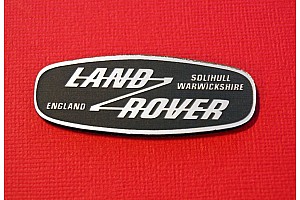 LAND
SOLIHULL
WARWICKSHIRE
ENGLAND
ROVER